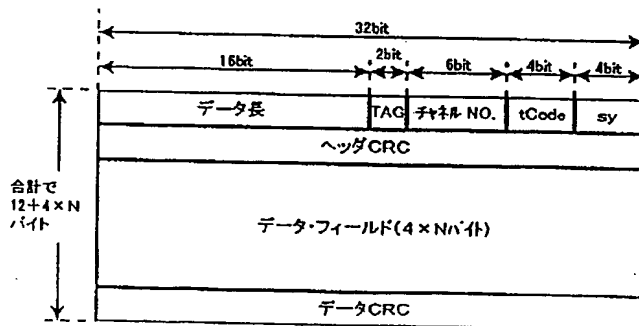 32bit
16bit
2bit
6bit
4bit
4bit
データ長
TAG
チャネル NO.
tCode
sy
ヘッダCRC
合計で
12+4×N
バイト
データ・フィールド(4×Nバイト)
データCRC